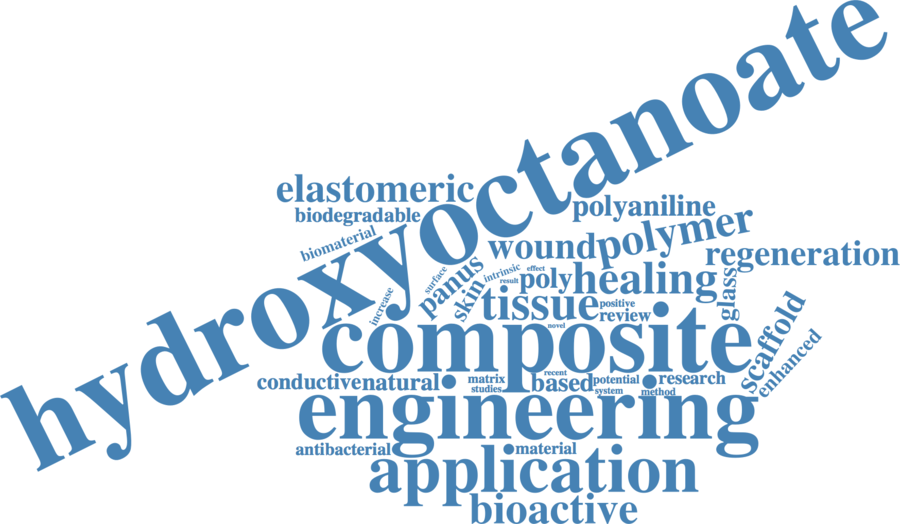 hydroxyoctanoate
elastomeric
biodegradable
polyaniline
biomaterial
wound
polymer
regeneration
surface
panus
intrinsic
effect
result
poly
healing
glass
increase
skin
tissue
positive
review
scaffold
novel
composite
enhanced
conductive
natural
matrix
studies
recent
based
potential
system
research
method
engineering
antibacterial
material
application
bioactive